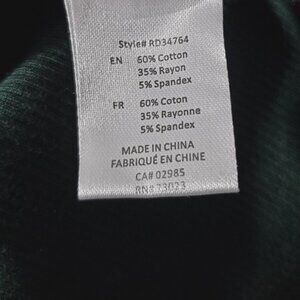 Style# RD34764
EN 60% Cotton
35% Rayon
5% Spandex
FR 60% Coton
35% Rayonne
5% Spandex
MADE IN CHINA
FABRIQUÉ EN CHINE
CA# 02985
RN#